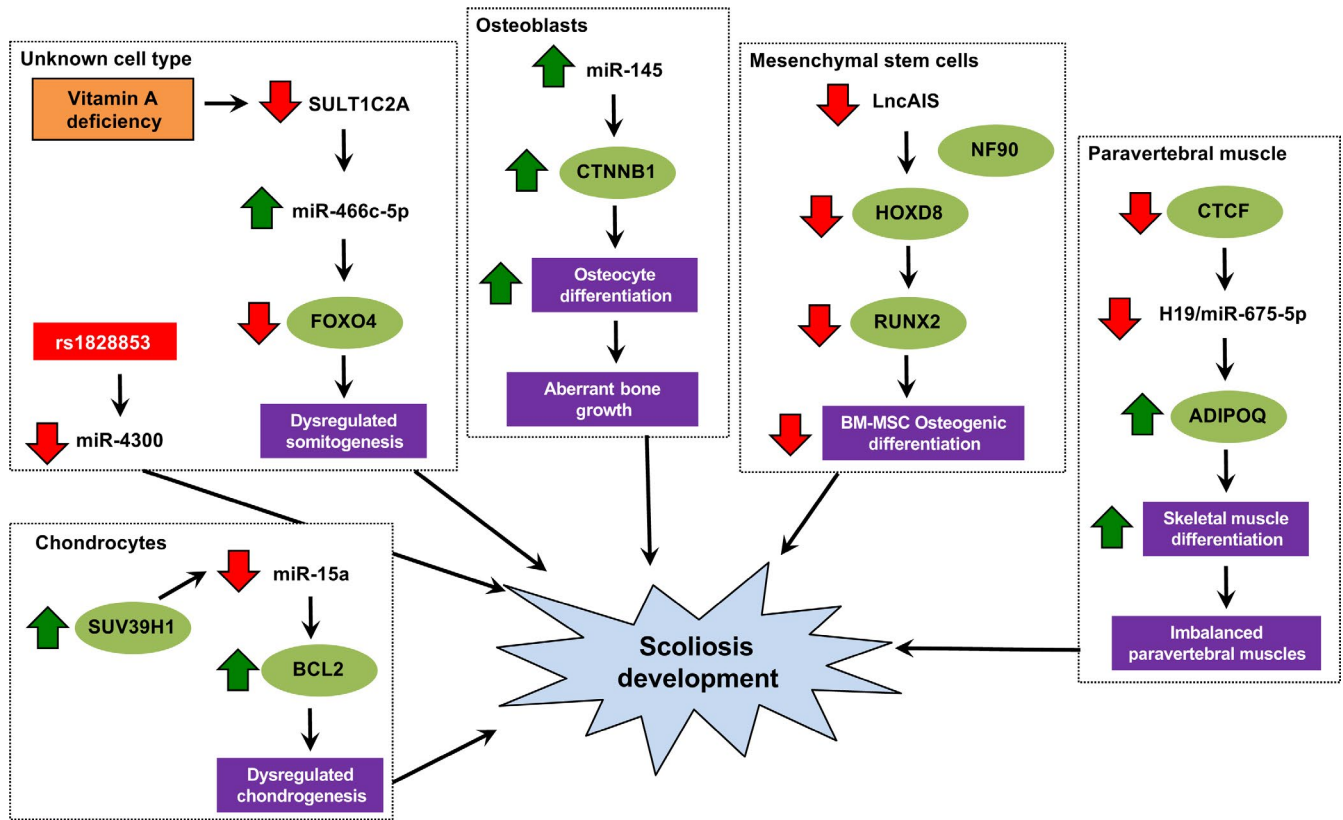 Unknown cell type
Vitamin A
deficiency
SULT1C2A
miR-466c-5p
FOXO4
Dysregulated
somitogenesis
rs1828853
miR-4300
Osteoblasts
miR-145
CTNNB1
Osteocyte
differentiation
Aberrant bone
growth
Mesenchymal stem cells
LncAIS
NF90
HOXD8
RUNX2
BM-MSC Osteogenic
differentiation
Paravertebral muscle
CTCF
H19/miR-675-5p
ADIPOQ
Skeletal muscle
differentiation
Imbalanced
paravertebral muscles
Chondrocytes
miR-15a
SUV39H1
BCL2
Dysregulated
chondrogenesis
Scoliosis
development